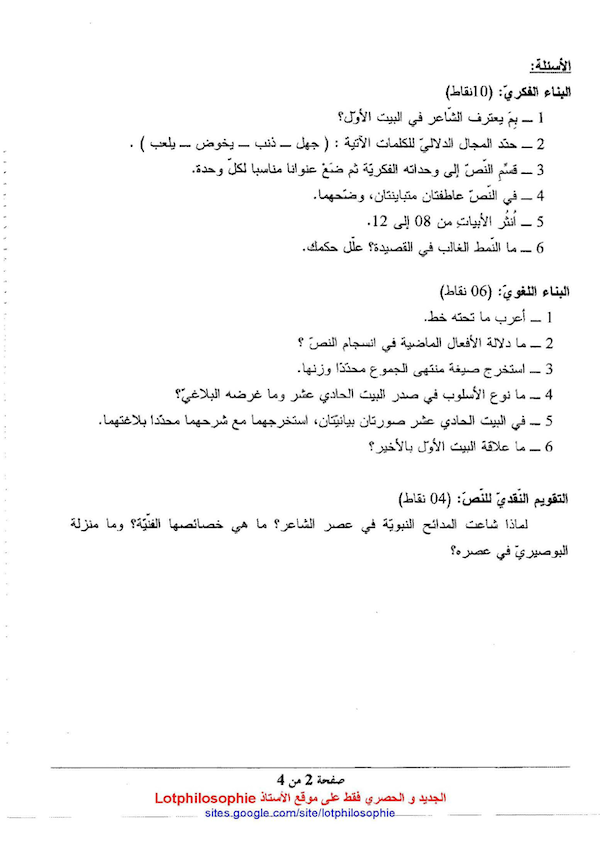 الأسئلة:
البناء الفكريّ: (10نقاط)
1 ــ بِمَ يعترف الشّاعر في البيت الأوّل؟
2 ــ حدّد المجال الدلاليّ للكلمات الآتية : ( جهل ــ ذنب ــ يخوض ــ يلعب ) .
3 ــ قسِّمِ النّصّ إلى وحداته الفكريّة ثم ضَعْ عنوانا مناسبا لكلّ وحدة.
4 ــ في النّصّ عاطفتان متباينتان، وضّحهما.
5 ــ اُنثُر الأبياتِ من 08 إلى 12.
6 ــ ما النّمط الغالب في القصيدة؟ علّل حكمك.
البناء اللغويّ: (06 نقاط)
1 ــ أعرب ما تحته خط.
2 ــ ما دلالة الأفعال الماضية في انسجام النصّ ؟
3 ــ استخرج صيغة منتهى الجموع محدّدا وزنها.
4 ــ ما نوع الأسلوب في صدر البيت الحادي عشر وما غرضه البلاغيّ؟
5 ــ في البيت الحادي عشر صورتان بيانيّتان، استخرجهما مع شرحهما محدّدا بلاغتهما.
6 ــ ما علاقة البيت الأوّل بالأخير؟
التقويم النّقديّ للنّصّ: (04 نقاط)
لماذا شاعت المدائح النبويّة في عصر الشاعر؟ ما هي خصائصها الفنّيّة؟ وما منزلة
البوصيريّ في عصره؟
صفحة 2 من 4
الجديد و الحصري فقط على موقع الأستاذ Lotphilosophie
sites.google.com/site/lotphilosophie